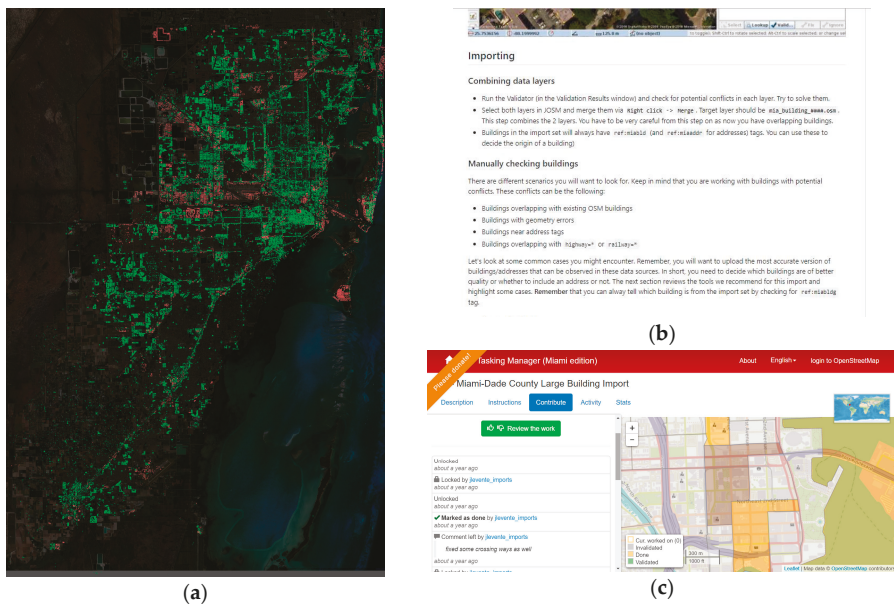 Select
Lookup
Importing
Combining data layers
Run the Validator (in the Validation Results window) and check for potential conflicts in each layer. Try to solve them.
Select both layers in JOSM and merge them via Right click -> Merge. Target layer should be mia_building_####.osm.
This step combines the 2 layers. You have to be very careful from this step on as now you have overlapping buildings.
Buildings in the import set will always have ref:miabld (and ref:miaaddr for addresses) tags. You can use these to
decide the origin of a building)
Manually checking buildings
There are different scenarios you will want to look for. Keep in mind that you are working with buildings with potential
conflicts. These conflicts can be the following:
Buildings overlapping with existing OSM buildings
Buildings with geometry errors
Buildings near address tags
Buildings overlapping with highway=* or railway=*
Let's look at some common cases you might encounter. Remember, you will want to upload the most accurate version of
buildings/addresses that can be observed in these data sources. In short, you need to decide which buildings are of better
quality or whether to include an address or not. The next section reviews the tools we recommend for this import and
highlight some cases. Remember that you can alway tell which building is from the import set by checking for ref:miabldg
tag.
(b)
Please donate!
Tasking Manager (Miami edition)
About
English
login to OpenStreetMap
Miami-Dade County Large Building Import
Description
Instructions
Contribute
Activity
Stats
Review the work
Unlocked
about a year ago
Locked by jlevente_imports
about a year ago
Unlocked
about a year ago
Marked as done by jlevente_imports
about a year ago
Comment left by jlevente_imports
fixed some crossing ways as well
about a year ago
Locked by jlevente_imports
+
−
Cur. worked on (0)
Invalidated
Done
Validated
300 m
1000 ft
Leaflet | Map data © OpenStreetMap contributors
(a)
(c)